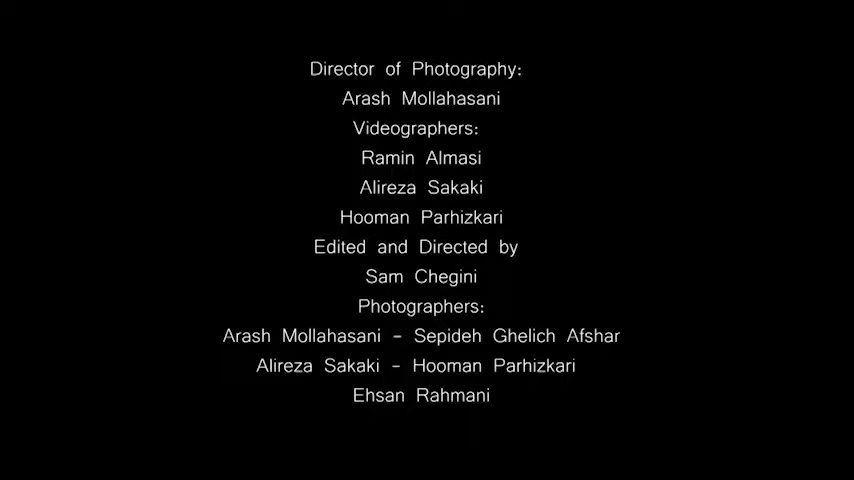 Director of Photography:
Arash Mollahasani
Videographers:
Ramin Almasi
Alireza Sakaki
Hooman Parhizkari
Edited and Directed by
Sam Chegini
Photographers:
Arash Mollahasani - Sepideh Ghelich Afshar
Alireza Sakaki - Hooman Parhizkari
Ehsan Rahmani